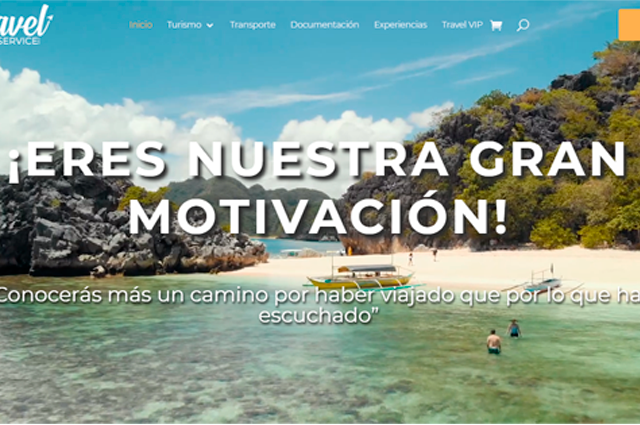 avel
SERVICE
Inicio Turismo Transporte Documentación Experiencias Travel VIP
¡ERES NUESTRA GRAN
MOTIVACIÓN!
Conocerás más un camino por haber viajado que por lo que ha
escuchado”